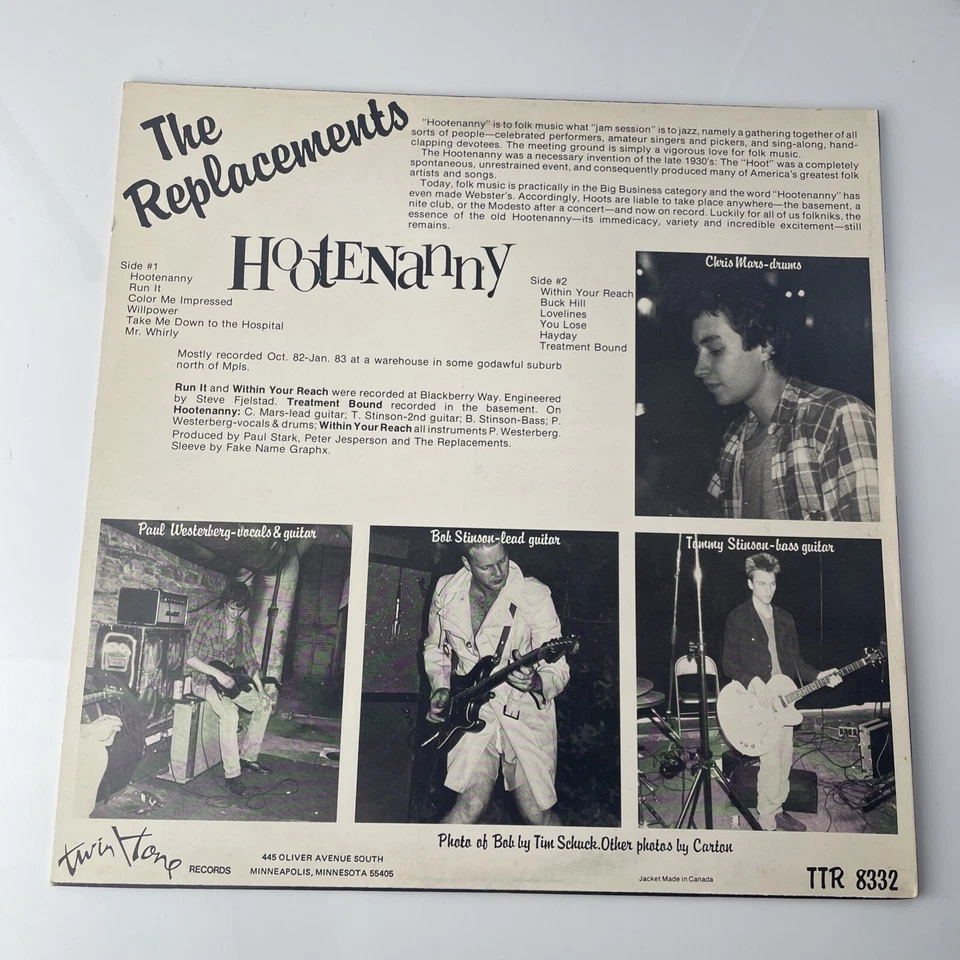 The
Replacements
"Hootenanny" is to folk music what "jam session" is to jazz, namely a gathering together of all
sorts of people—celebrated performers, amateur singers and pickers, and sing-along, hand-
clapping devotees. The meeting ground is simply a vigorous love for folk music.
The Hootenanny was a necessary invention of the late 1930's: The "Hoot" was a completely
spontaneous, unrestrained event, and consequently produced many of America's greatest folk
artists and songs.
Today, folk music is practically in the Big Business category and the word "Hootenanny" has
even made Webster's. Accordingly, Hoots are liable to take place anywhere—the basement, a
nite club, or the Modesto after a concert—and now on record. Luckily for all of us folkniks, the
essence of the old Hootenanny—its immedicacy, variety and incredible excitement—still
remains.
HootENanny
Side #1
Hootenanny
Run It
Color Me Impressed
Willpower
Take Me Down to the Hospital
Mr. Whirly
Side #2
Within Your Reach
Buck Hill
Lovelines
You Lose
Hayday
Treatment Bound
Mostly recorded Oct. 82-Jan. 83 at a warehouse in some godawful suburb
north of Mpls.
Run It and Within Your Reach were recorded at Blackberry Way. Engineered
by Steve Fjelstad. Treatment Bound recorded in the basement. On
Hootenanny: C. Mars-lead guitar; T. Stinson-2nd guitar; B. Stinson-Bass; P.
Westerberg-vocals & drums; Within Your Reach all instruments P. Westerberg.
Produced by Paul Stark, Peter Jesperson and The Replacements.
Sleeve by Fake Name Graphx.
Chris Mars-drums
Paul Westerberg-vocals & guitar
Bob Stinson-lead guitar
Tommy Stinson-bass guitar
Photo of Bob by Tim Schuck. Other photos by Carton
twin tone RECORDS
445 OLIVER AVENUE SOUTH
MINNEAPOLIS, MINNESOTA 55405
Jacket Made in Canada
TTR 8332